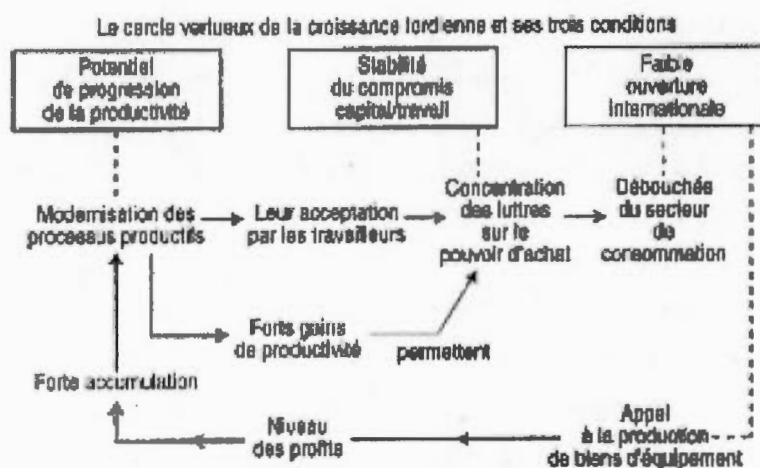 Le cercle vertueux de la croissance fordienne et ses trois conditions
Potentiel
de progression
de la productivité
Stabilité
du compromis
capital/travail
Faible
ouverture
internationale
Modernisation des
processus productifs
Leur acceptation
par les travailleurs
Concentration
des luttres
sur le
pouvoir d'achat
Débouchés
du secteur
de
consommation
Forts gains
de productivité
permettent
Forte accumulation
Niveau
des profits
Appel
à la production
de biens d'équipement